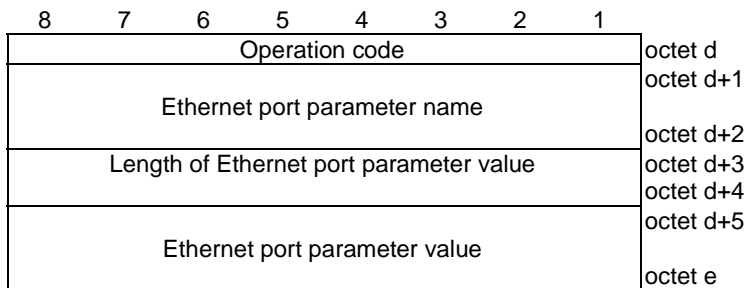 8 7 6 5 4 3 2 1
Operation code octet d
octet d+1
Ethernet port parameter name
octet d+2
Length of Ethernet port parameter value octet d+3
octet d+4
octet d+5
Ethernet port parameter value
octet e